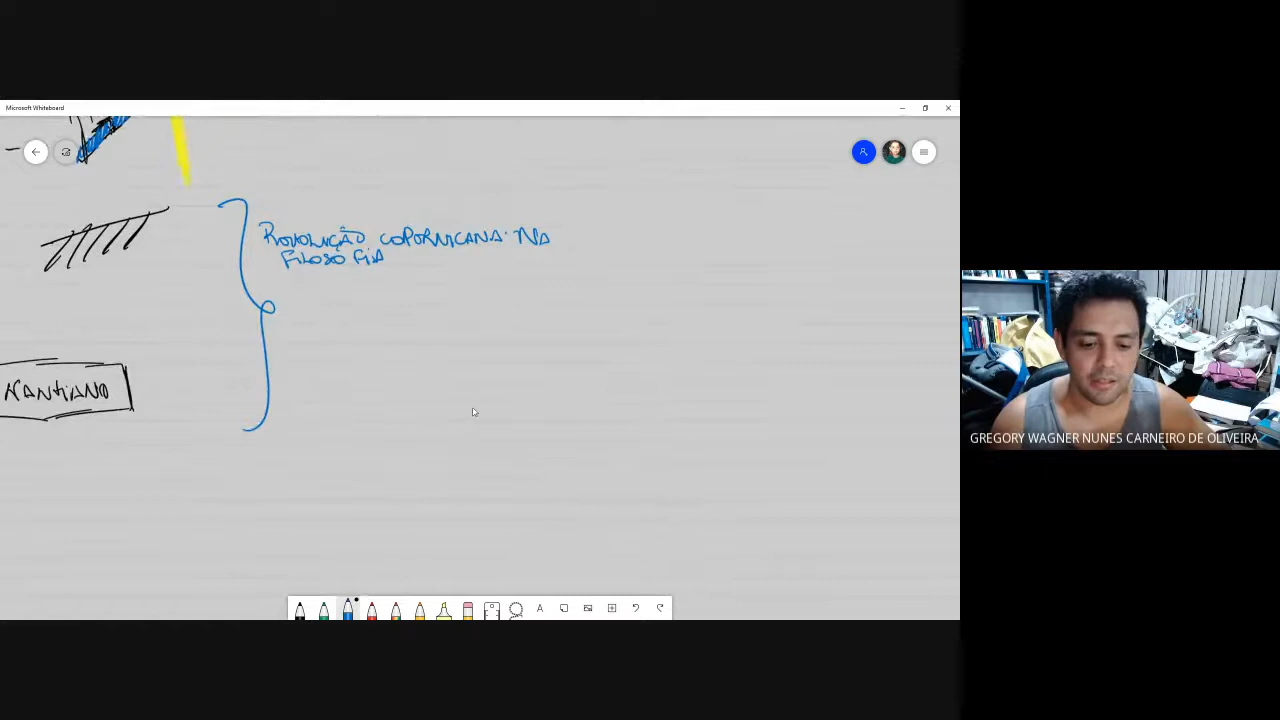 Microsoft Whiteboard
REVOLUÇÃO COPERNICANA NA
FILOSOFIA
KANTIANO
GREGORY WAGNER NUNES CARNEIRO DE OLIVEIRA
A